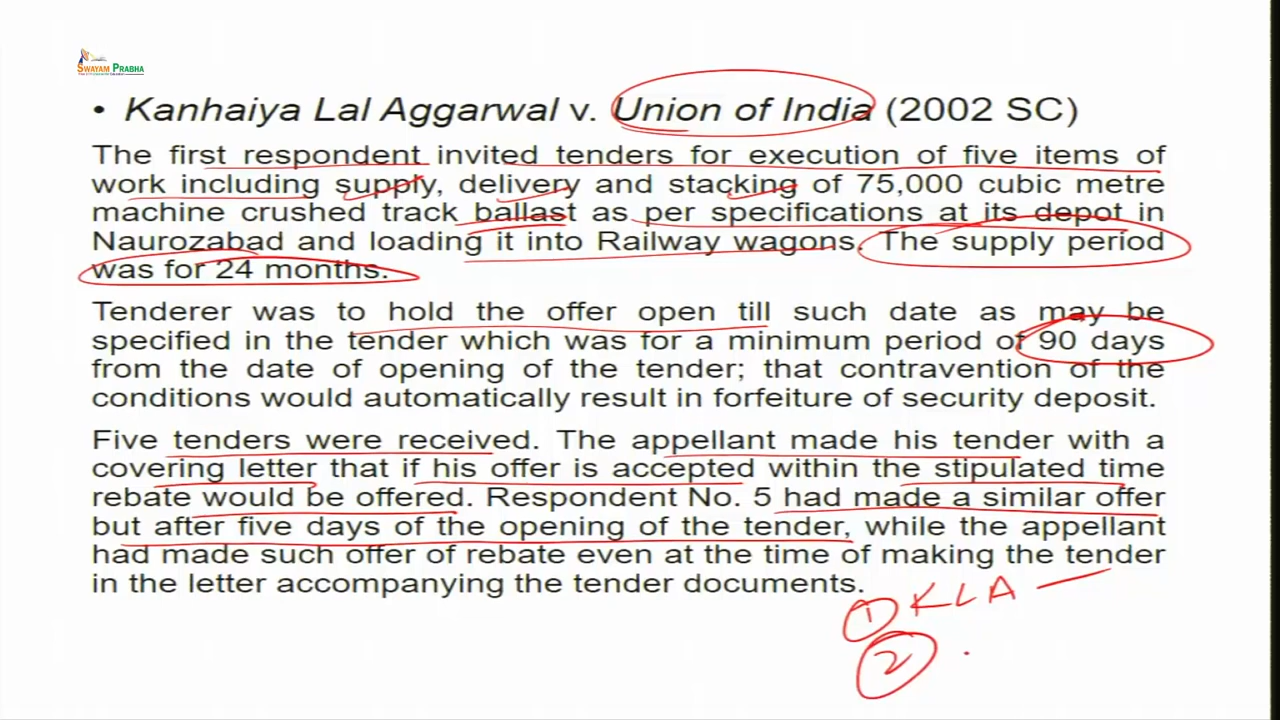 SWAYAM PRABHA
• Kanhaiya Lal Aggarwal v. Union of India (2002 SC)
The first respondent invited tenders for execution of five items of
work including supply, delivery and stacking of 75,000 cubic metre
machine crushed track ballast as per specifications at its depot in
Naurozabad and loading it into Railway wagons. The supply period
was for 24 months.
Tenderer was to hold the offer open till such date as may be
specified in the tender which was for a minimum period of 90 days
from the date of opening of the tender; that contravention of the
conditions would automatically result in forfeiture of security deposit.
Five tenders were received. The appellant made his tender with a
covering letter that if his offer is accepted within the stipulated time
rebate would be offered. Respondent No. 5 had made a similar offer
but after five days of the opening of the tender, while the appellant
had made such offer of rebate even at the time of making the tender
in the letter accompanying the tender documents.
1 KLA —
2